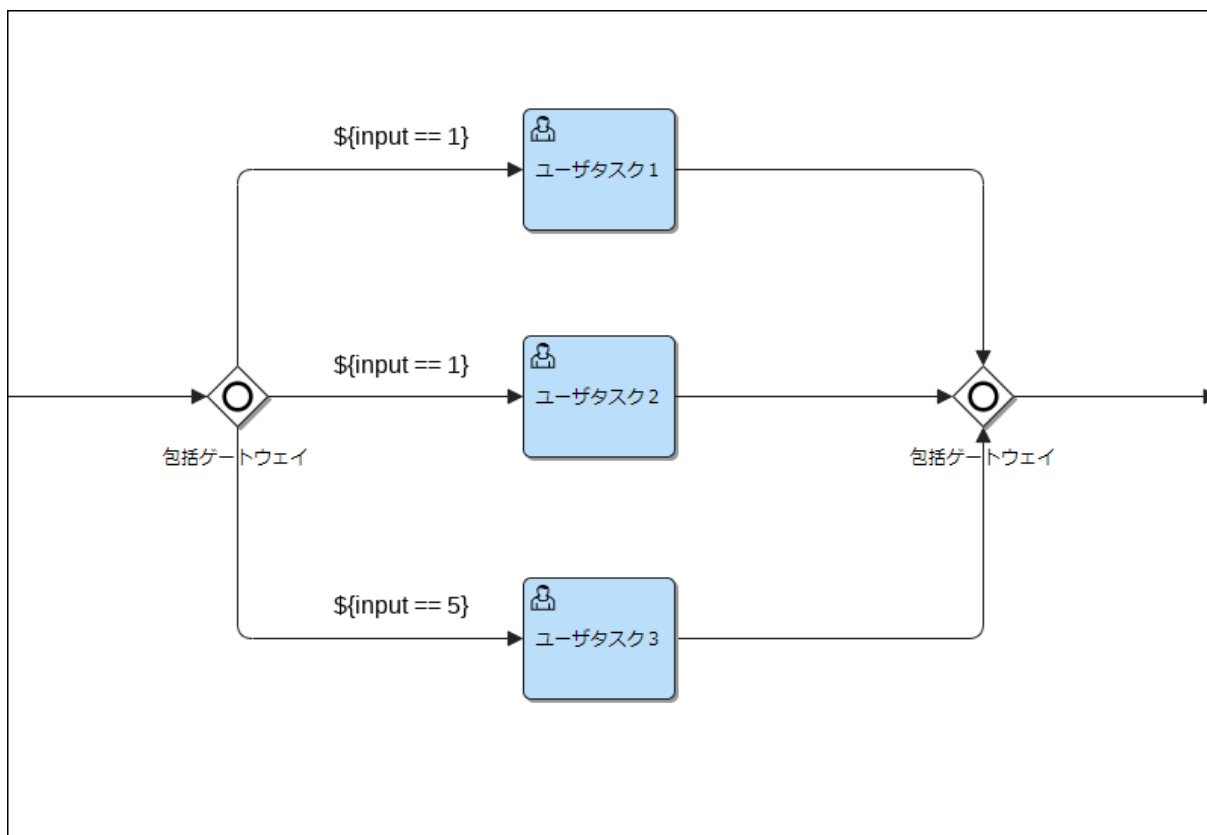 ${input == 1}
ユーザタスク１
${input == 1}
ユーザタスク２
包括ゲートウェイ
包括ゲートウェイ
${input == 5}
ユーザタスク３